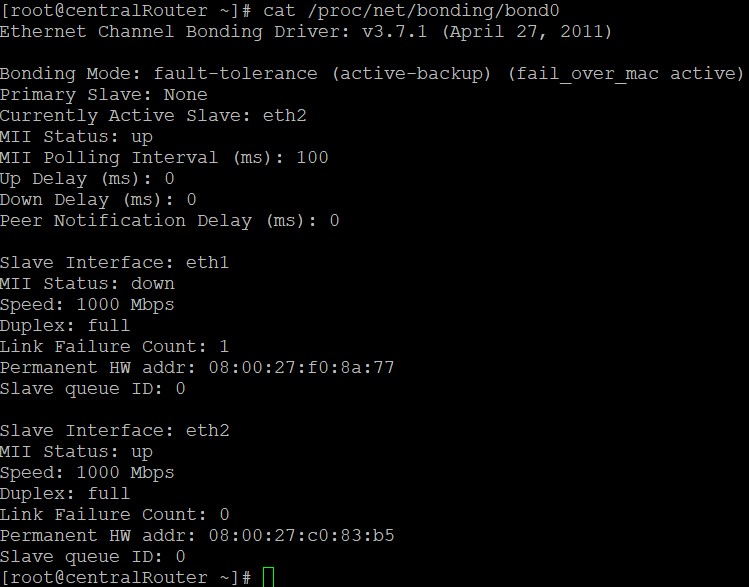 [root@centralRouter ~]# cat /proc/net/bonding/bond0
Ethernet Channel Bonding Driver: v3.7.1 (April 27, 2011)

Bonding Mode: fault-tolerance (active-backup) (fail_over_mac active)
Primary Slave: None
Currently Active Slave: eth2
MII Status: up
MII Polling Interval (ms): 100
Up Delay (ms): 0
Down Delay (ms): 0
Peer Notification Delay (ms): 0

Slave Interface: eth1
MII Status: down
Speed: 1000 Mbps
Duplex: full
Link Failure Count: 1
Permanent HW addr: 08:00:27:f0:8a:77
Slave queue ID: 0

Slave Interface: eth2
MII Status: up
Speed: 1000 Mbps
Duplex: full
Link Failure Count: 0
Permanent HW addr: 08:00:27:c0:83:b5
Slave queue ID: 0
[root@centralRouter ~]#